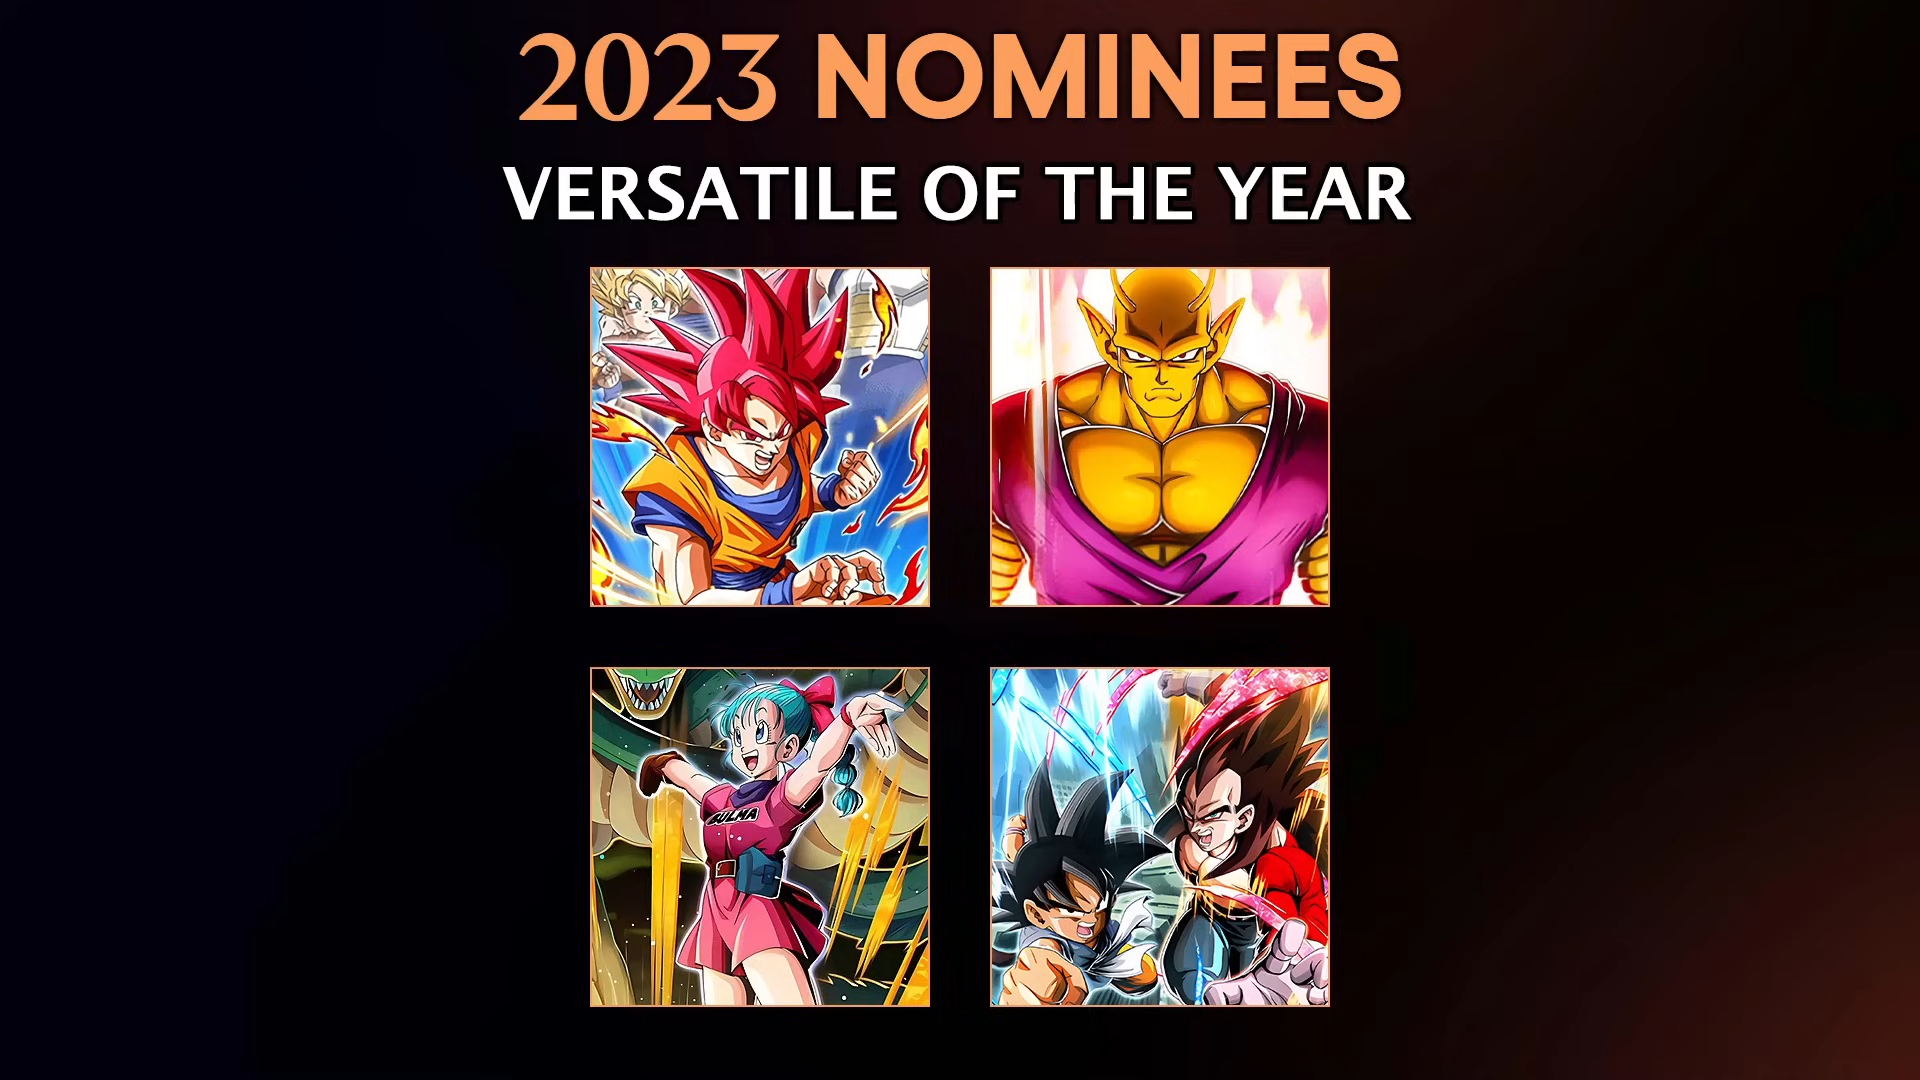 2023 NOMINEES
VERSATILE OF THE YEAR
BULMA